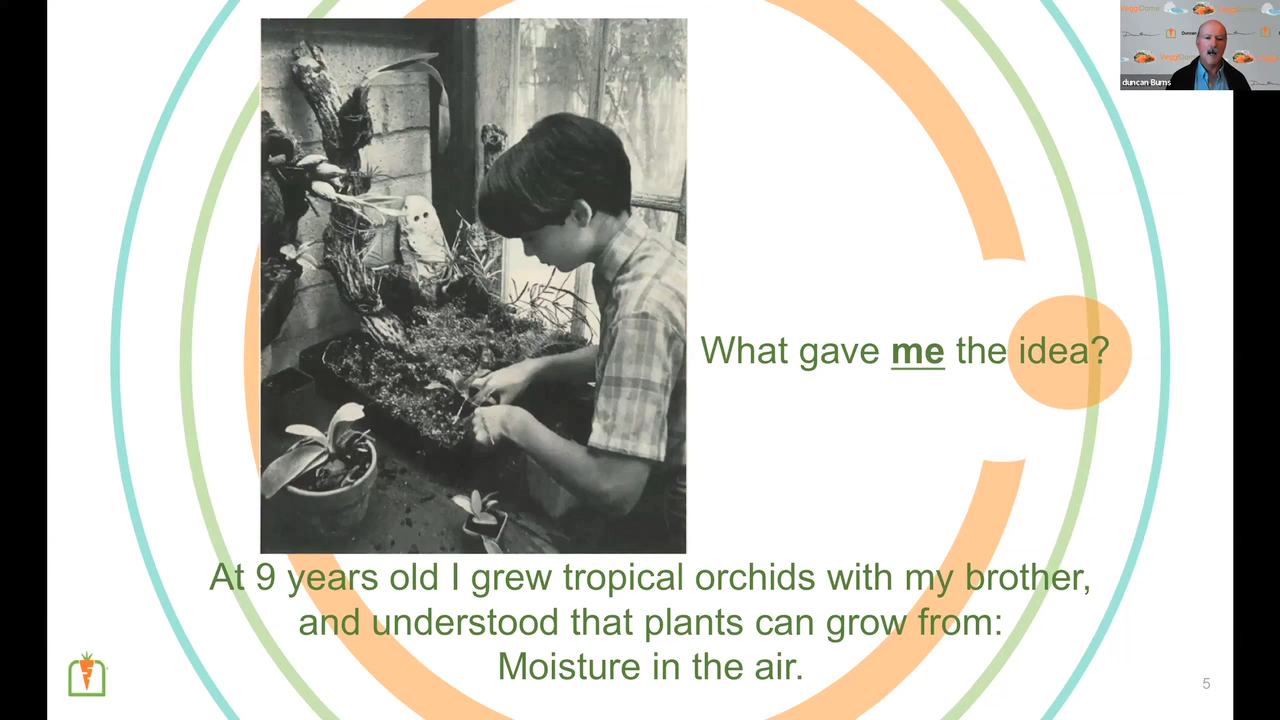 What gave me the idea?
At 9 years old I grew tropical orchids with my brother,
and understood that plants can grow from:
Moisture in the air.
5
duncan Burns